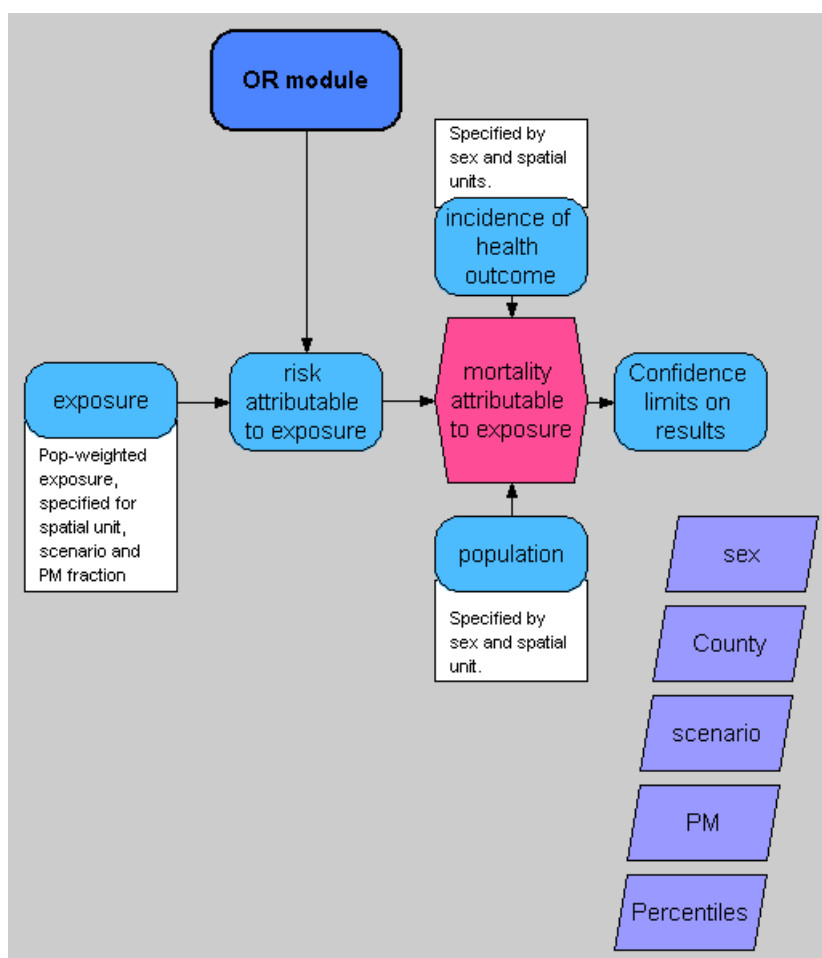 OR module
Specified by
sex and spatial
units.
incidence of
health
outcome
exposure
Pop-weighted
exposure,
specified for
spatial unit,
scenario and
PM fraction
risk
attributable
to exposure
mortality
attributable
to exposure
Confidence
limits on
results
population
Specified by
sex and spatial
unit.
sex
County
scenario
PM
Percentiles